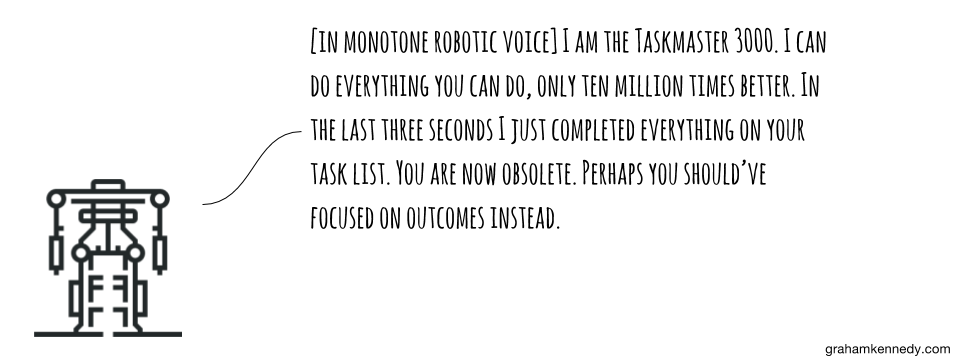 [in monotone robotic voice] I am the Taskmaster 3000. I can
do everything you can do, only ten million times better. In
the last three seconds I just completed everything on your
task list. You are now obsolete. Perhaps you should’ve
focused on outcomes instead.
grahamkennedy.com